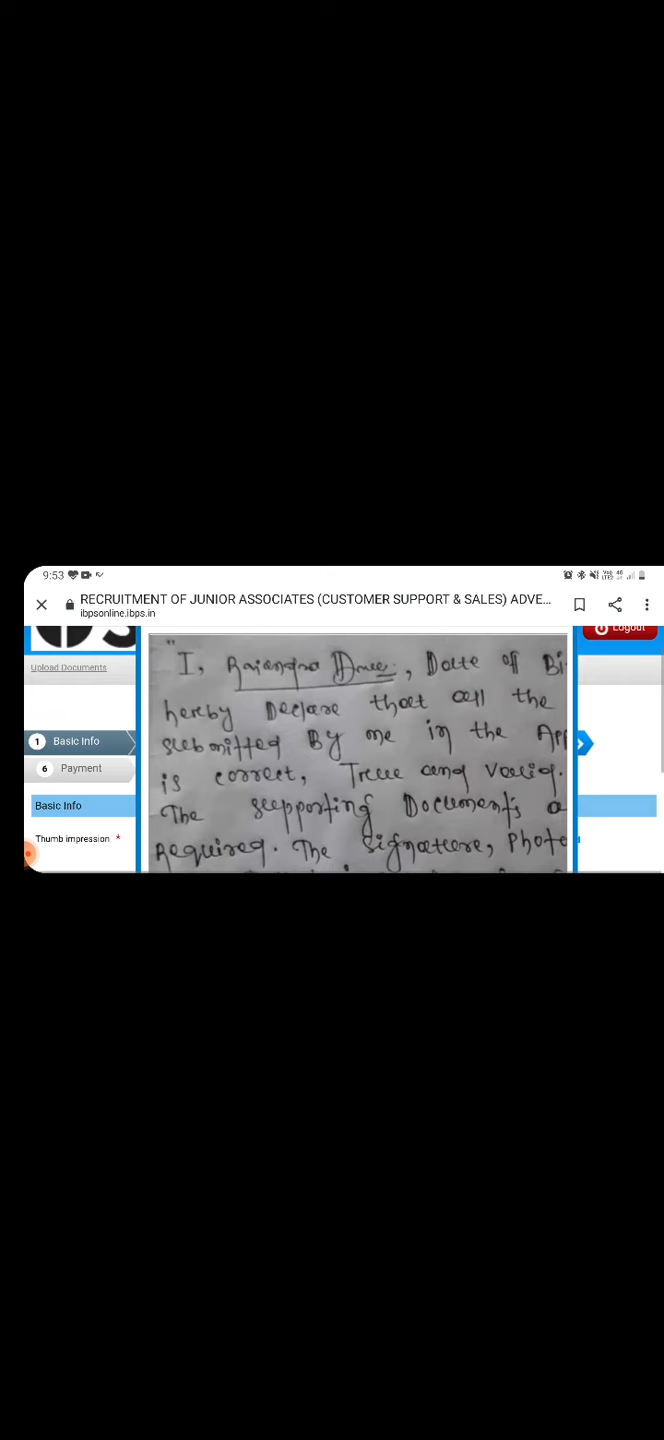 9:53
RECRUITMENT OF JUNIOR ASSOCIATES (CUSTOMER SUPPORT & SALES) ADVE...
ibpsonline.ibps.in
Logout
Upload Documents
1 Basic Info
6 Payment
Basic Info
Thumb impression *
"I, , Date of Bi
hereby Declare that all the
submitted By me in the App
is correct, True and Valid.
The supporting Documents a
Required. The signature, Photo